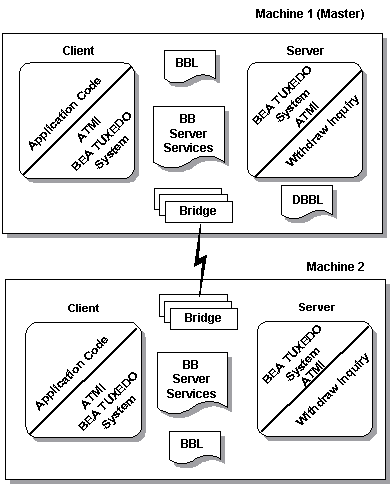 Machine 1 (Master)
Client
BBL
Server
Application Code
ATMI
BEA TUXEDO
System
BB
Server
Services
BEA TUXEDO
System
ATMI
Withdraw Inquiry
Bridge
DBBL
Machine 2
Client
Bridge
Server
Application Code
ATMI
BEA TUXEDO
System
BB
Server
Services
BEA TUXEDO
System
ATMI
Withdraw Inquiry
BBL